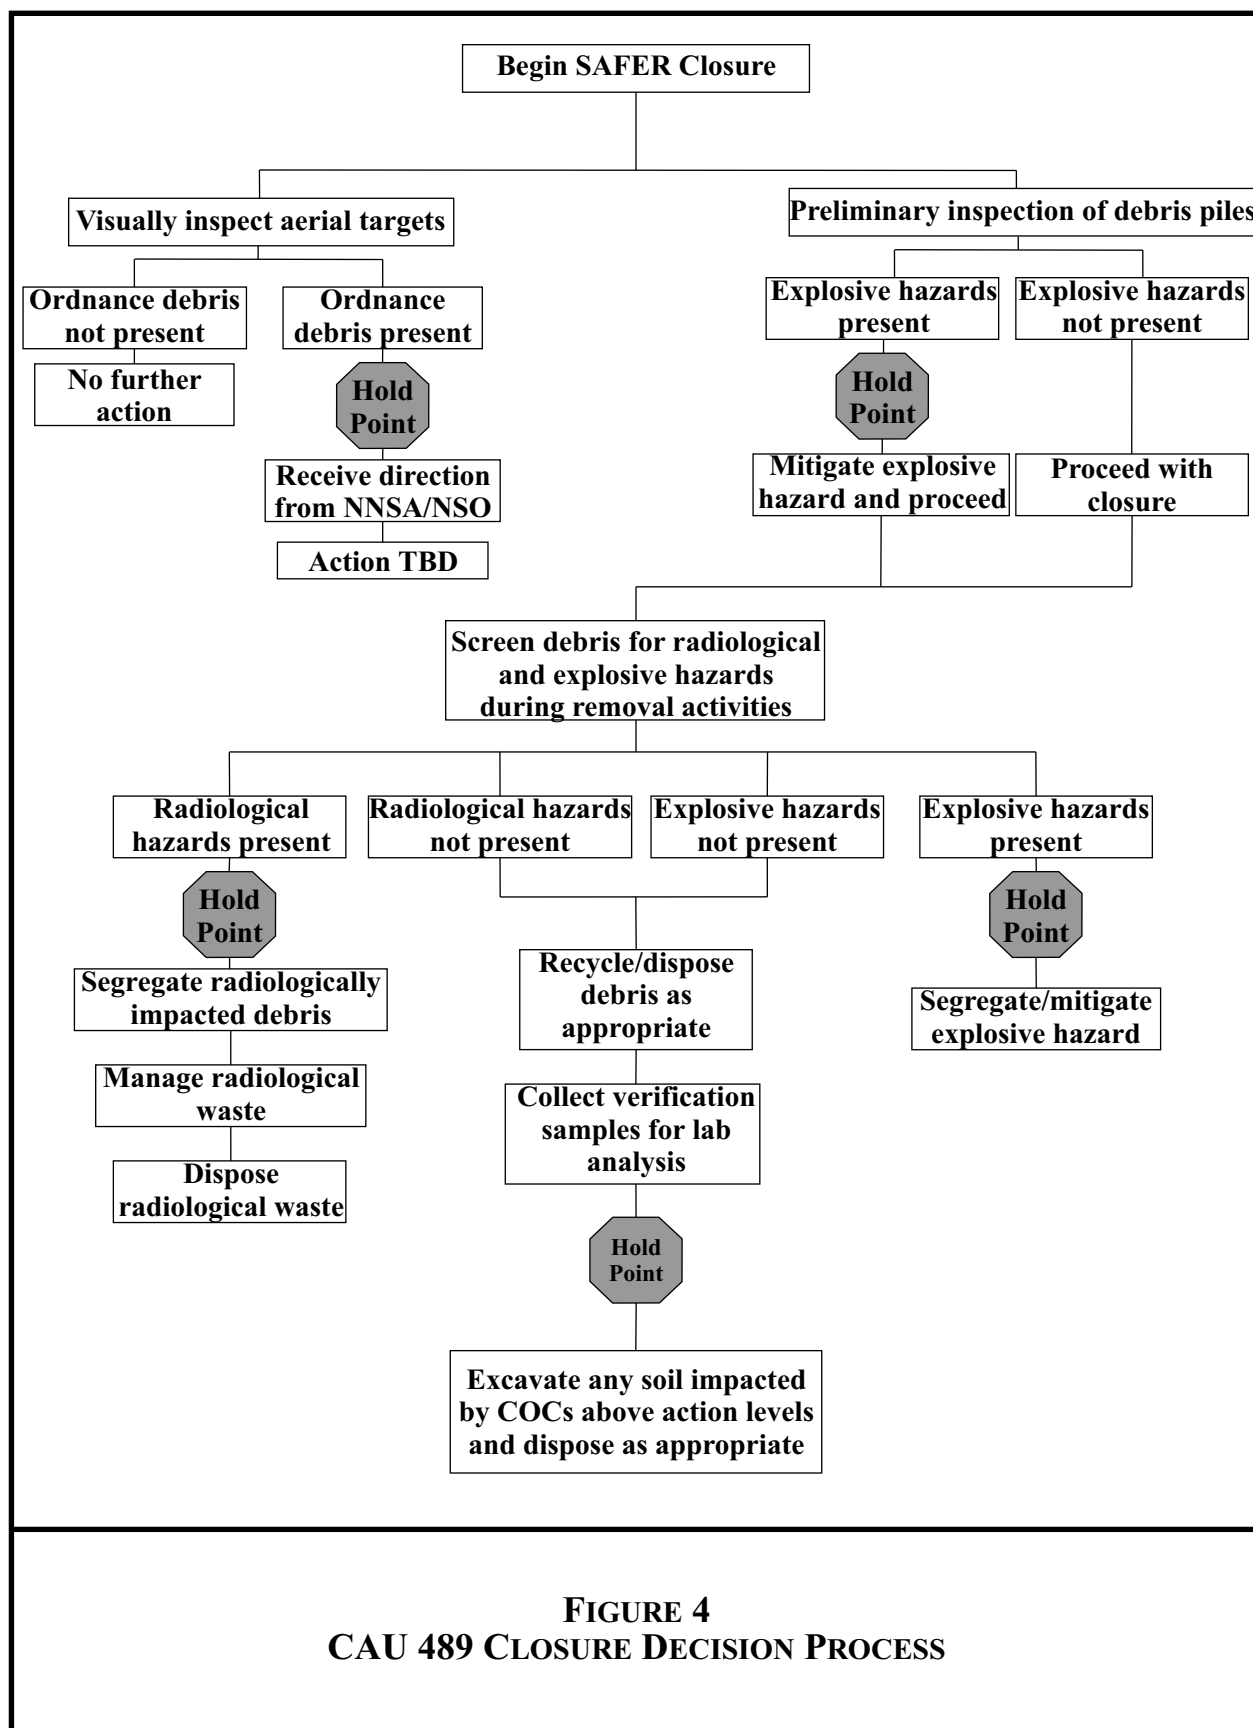 Begin SAFER Closure
Visually inspect aerial targets
Preliminary inspection of debris piles
Ordnance debris
not present
Ordnance
debris present
Explosive hazards
present
Explosive hazards
not present
No further
action
Hold
Point
Hold
Point
Receive direction
from NNSA/NSO
Mitigate explosive
hazard and proceed
Proceed with
closure
Action TBD
Screen debris for radiological
and explosive hazards
during removal activities
Radiological
hazards present
Radiological hazards
not present
Explosive hazards
not present
Explosive hazards
present
Hold
Point
Hold
Point
Segregate radiologically
impacted debris
Recycle/dispose
debris as
appropriate
Segregate/mitigate
explosive hazard
Manage radiological
waste
Collect verification
samples for lab
analysis
Dispose
radiological waste
Hold
Point
Excavate any soil impacted
by COCs above action levels
and dispose as appropriate
FIGURE 4
CAU 489 CLOSURE DECISION PROCESS